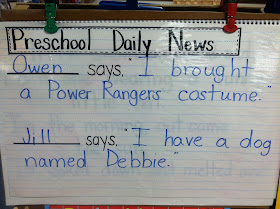 Preschool Daily News
Owen says, "I brought
a Power Rangers costume."
Jill says, "I have a dog
named Debbie."